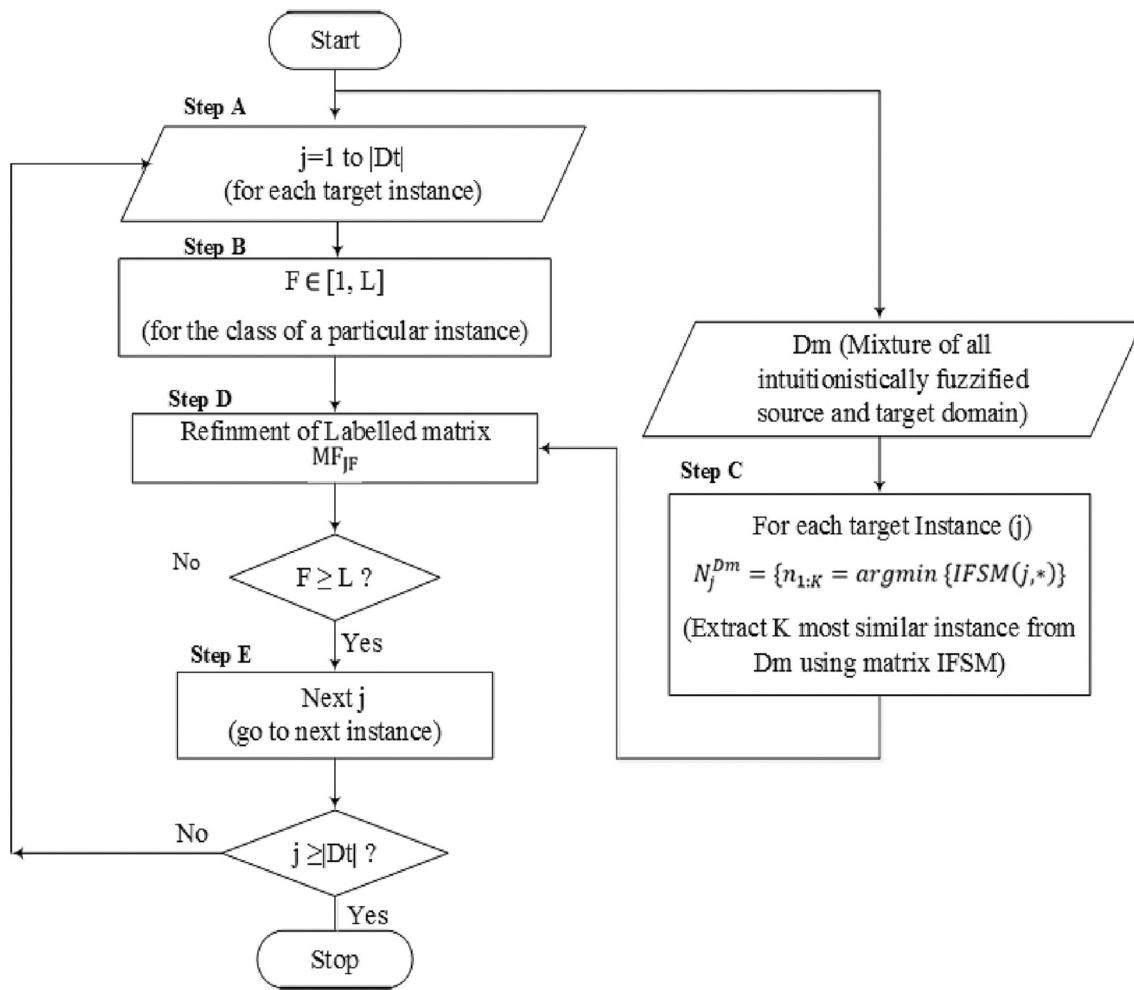 Start
Step A
j=1 to |Dt|
(for each target instance)
Step B
F ∈ [1, L]
(for the class of a particular instance)
Step D
Refinment of Labelled matrix
MF_JF
No
F ≥ L ?
Yes
Step E
Next j
(go to next instance)
No
j ≥|Dt| ?
Yes
Stop
Dm (Mixture of all
intuitionistically fuzzified
source and target domain)
Step C
For each target Instance (j)
N_j^{Dm} = {n_{1:K} = argmin {IFSM(j,*)}
(Extract K most similar instance from
Dm using matrix IFSM)